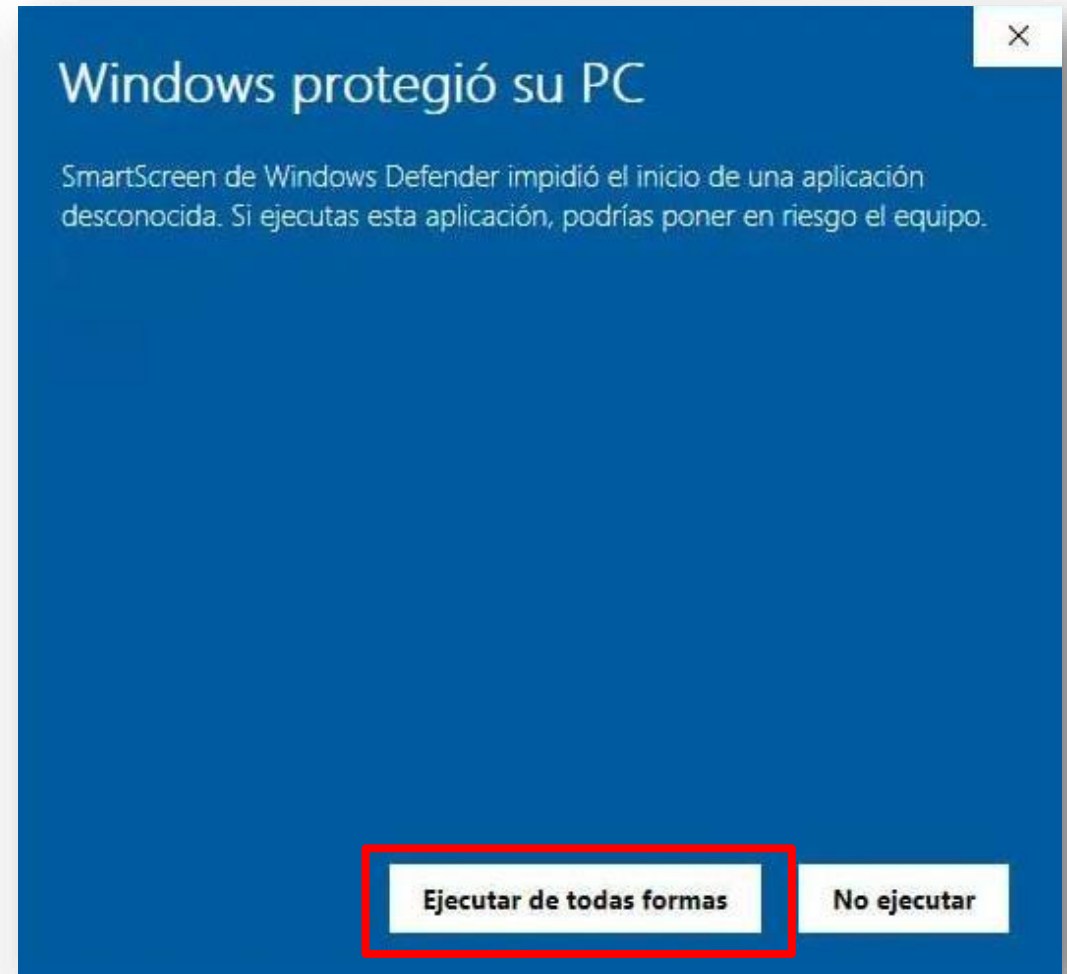 Windows protegió su PC
SmartScreen de Windows Defender impidió el inicio de una aplicación
desconocida. Si ejecutas esta aplicación, podrías poner en riesgo el equipo.
Ejecutar de todas formas
No ejecutar